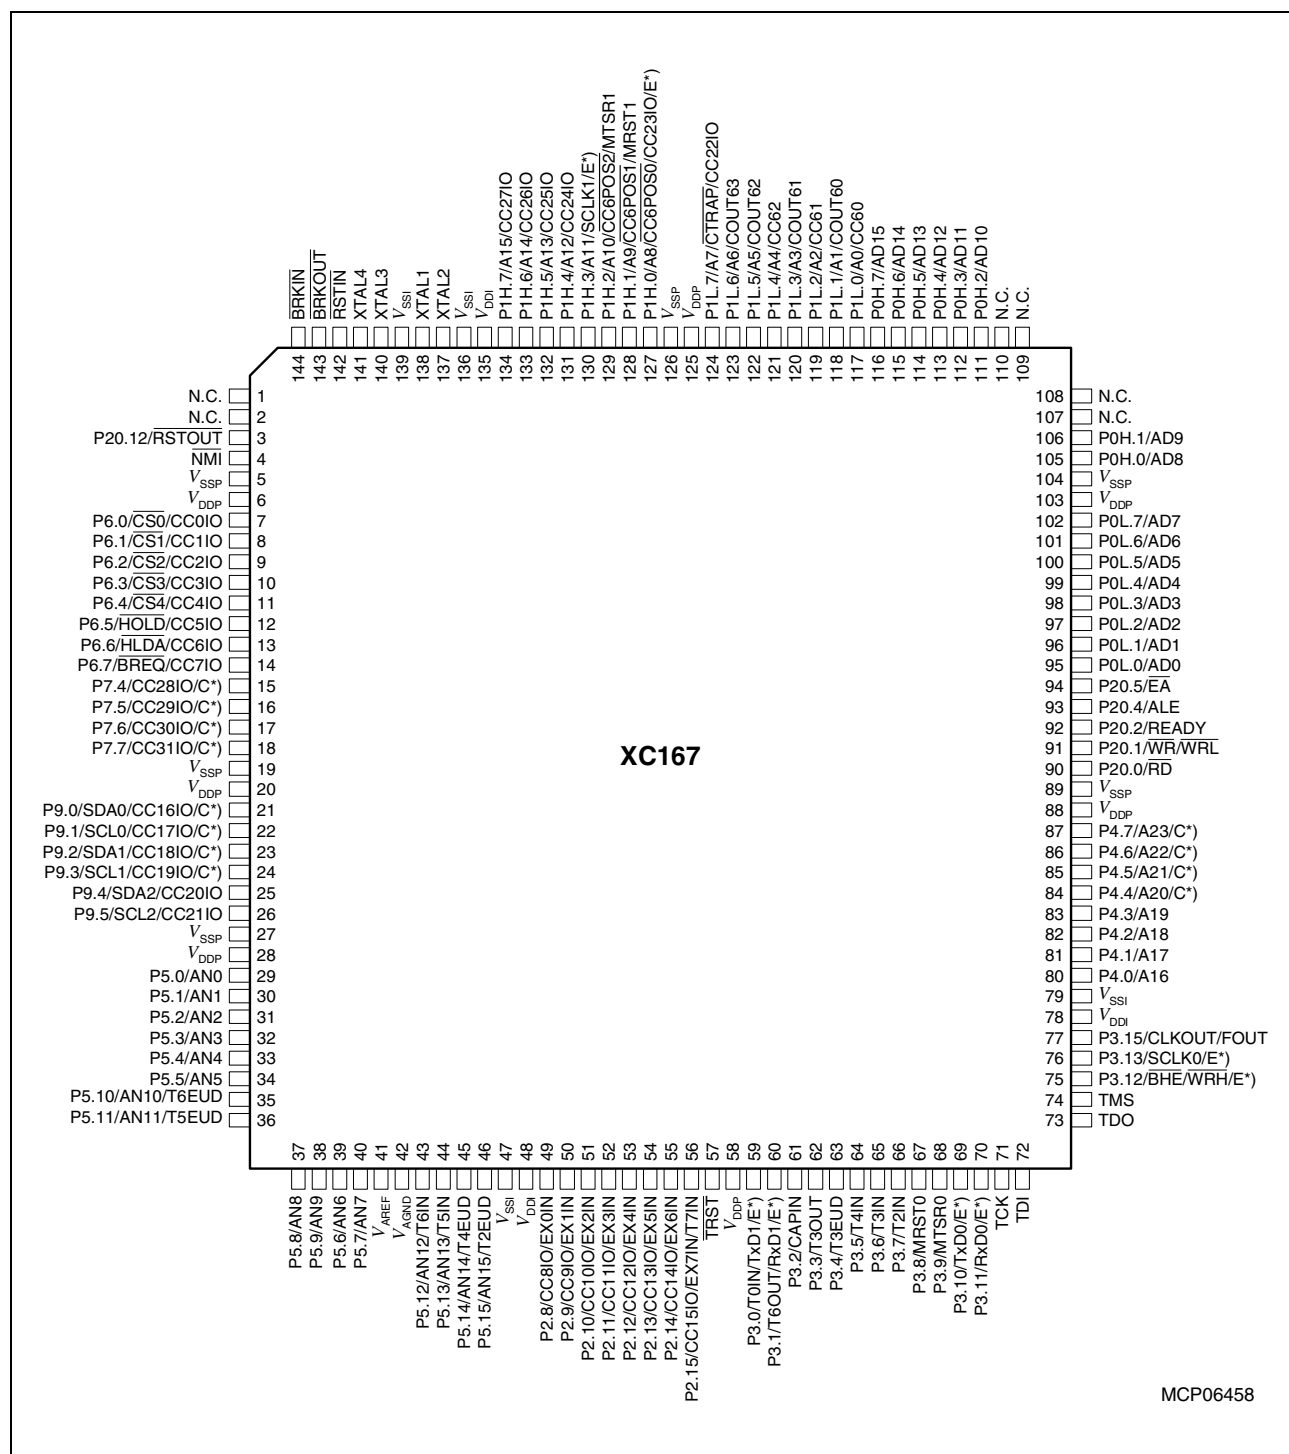 BRKIN
BRKOUT
RSTIN
XTAL4
XTAL3
VSSI
XTAL1
XTAL2
VSSI
VDDI
P1H.7/A15/CC27IO
P1H.6/A14/CC26IO
P1H.5/A13/CC25IO
P1H.4/A12/CC24IO
P1H.3/A11/SCLK1/E*)
P1H.2/A10/CC6POS2/MTSR1
P1H.1/A9/CC6POS1/MRST1
P1H.0/A8/CC6POS0/CC23IO/E*)
VSSP
VDDP
P1L.7/A7/CTRAP/CC22IO
P1L.6/A6/COUT63
P1L.5/A5/COUT62
P1L.4/A4/CC62
P1L.3/A3/COUT61
P1L.2/A2/CC61
P1L.1/A1/COUT60
P1L.0/A0/CC60
P0H.7/AD15
P0H.6/AD14
P0H.5/AD13
P0H.4/AD12
P0H.3/AD11
P0H.2/AD10
N.C.
N.C.
144 143 142 141 140 139 138 137 136 135 134 133 132 131 130 129 128 127 126 125 124 123 122 121 120 119 118 117 116 115 114 113 112 111 110 109
N.C. 1
N.C. 2
P20.12/RSTOUT 3
NMI 4
VSSP 5
VDDP 6
P6.0/CS0/CC0IO 7
P6.1/CS1/CC1IO 8
P6.2/CS2/CC2IO 9
P6.3/CS3/CC3IO 10
P6.4/CS4/CC4IO 11
P6.5/HOLD/CC5IO 12
P6.6/HLDA/CC6IO 13
P6.7/BREQ/CC7IO 14
P7.4/CC28IO/C*) 15
P7.5/CC29IO/C*) 16
P7.6/CC30IO/C*) 17
P7.7/CC31IO/C*) 18
VSSP 19
VDDP 20
P9.0/SDA0/CC16IO/C*) 21
P9.1/SCL0/CC17IO/C*) 22
P9.2/SDA1/CC18IO/C*) 23
P9.3/SCL1/CC19IO/C*) 24
P9.4/SDA2/CC20IO 25
P9.5/SCL2/CC21IO 26
VSSP 27
VDDP 28
P5.0/AN0 29
P5.1/AN1 30
P5.2/AN2 31
P5.3/AN3 32
P5.4/AN4 33
P5.5/AN5 34
P5.10/AN10/T6EUD 35
P5.11/AN11/T5EUD 36
XC167
108 N.C.
107 N.C.
106 P0H.1/AD9
105 P0H.0/AD8
104 VSSP
103 VDDP
102 P0L.7/AD7
101 P0L.6/AD6
100 P0L.5/AD5
99 P0L.4/AD4
98 P0L.3/AD3
97 P0L.2/AD2
96 P0L.1/AD1
95 P0L.0/AD0
94 P20.5/EA
93 P20.4/ALE
92 P20.2/READY
91 P20.1/WR/WRL
90 P20.0/RD
89 VSSP
88 VDDP
87 P4.7/A23/C*)
86 P4.6/A22/C*)
85 P4.5/A21/C*)
84 P4.4/A20/C*)
83 P4.3/A19
82 P4.2/A18
81 P4.1/A17
80 P4.0/A16
79 VSSI
78 VDDI
77 P3.15/CLKOUT/FOUT
76 P3.13/SCLK0/E*)
75 P3.12/BHE/WRH/E*)
74 TMS
73 TDO
37 38 39 40 41 42 43 44 45 46 47 48 49 50 51 52 53 54 55 56 57 58 59 60 61 62 63 64 65 66 67 68 69 70 71 72
P5.8/AN8
P5.9/AN9
P5.6/AN6
P5.7/AN7
VAREF
VAGND
P5.12/AN12/T6IN
P5.13/AN13/T5IN
P5.14/AN14/T4EUD
P5.15/AN15/T2EUD
VSSI
VDDI
P2.8/CC8IO/EX0IN
P2.9/CC9IO/EX1IN
P2.10/CC10IO/EX2IN
P2.11/CC11IO/EX3IN
P2.12/CC12IO/EX4IN
P2.13/CC13IO/EX5IN
P2.14/CC14IO/EX6IN
P2.15/CC15IO/EX7IN/T7IN
TRST
VDDP
P3.0/T0IN/TxD1/E*)
P3.1/T6OUT/RxD1/E*)
P3.2/CAPIN
P3.3/T3OUT
P3.4/T3EUD
P3.5/T4IN
P3.6/T3IN
P3.7/T2IN
P3.8/MRST0
P3.9/MTSR0
P3.10/TxD0/E*)
P3.11/RxD0/E*)
TCK
TDI
MCP06458